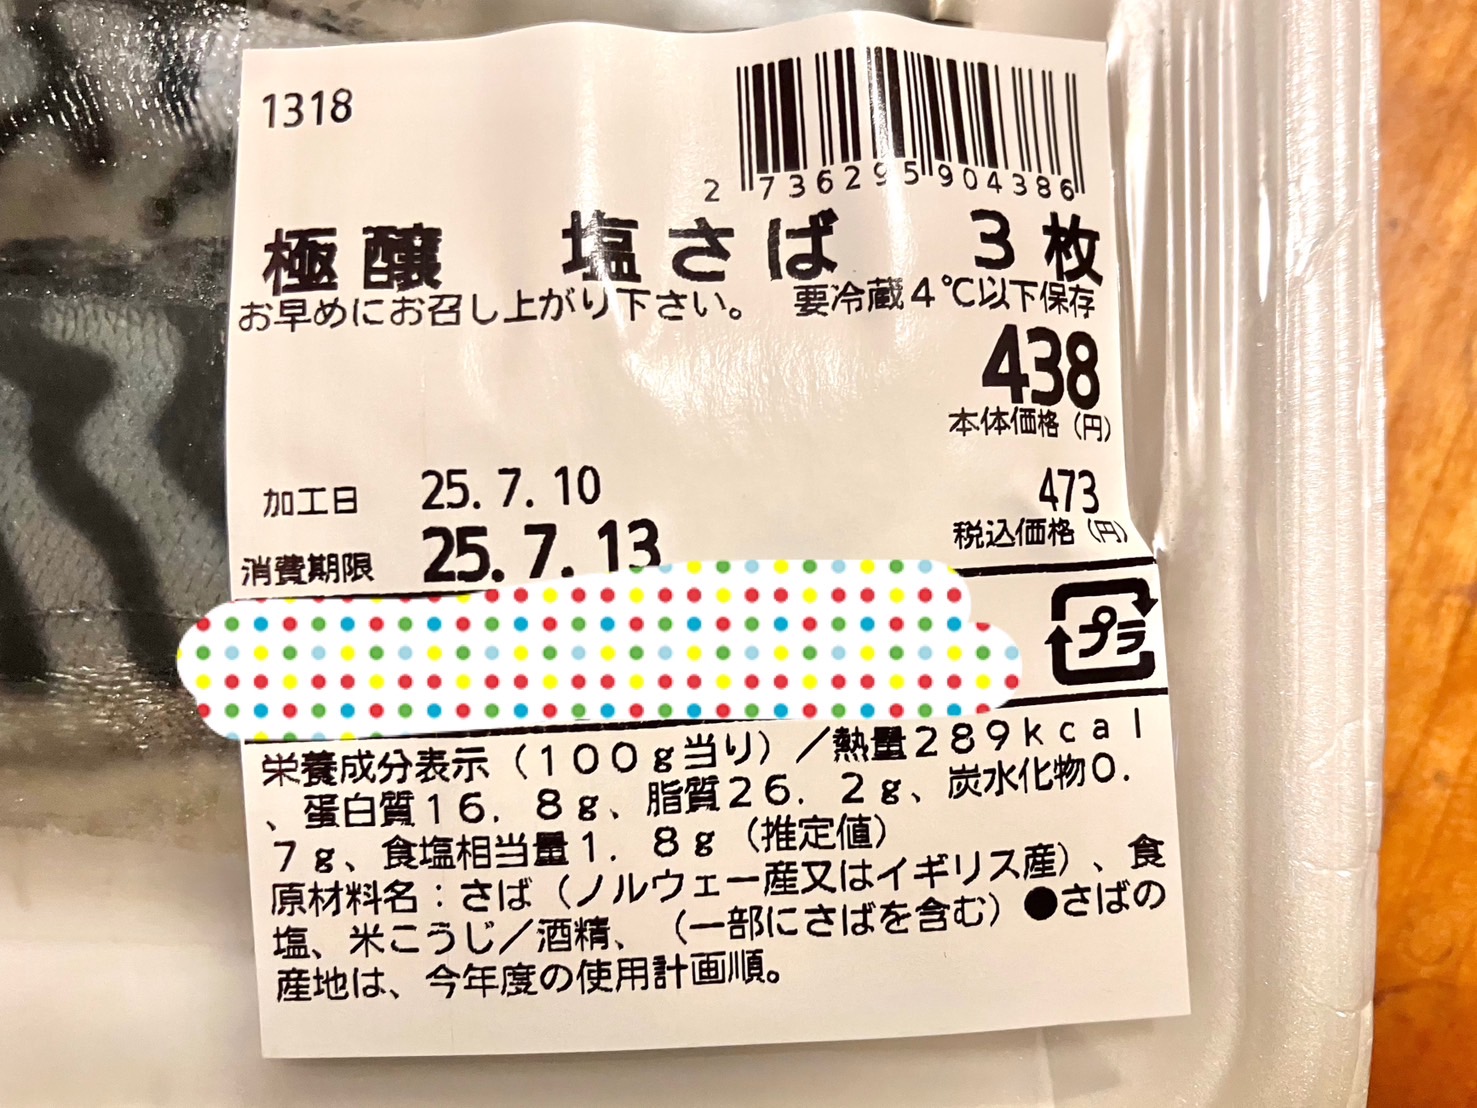 1318
2 736295 904386
極醸 塩さば 3枚
お早めにお召し上がり下さい。 要冷蔵4℃以下保存
438
本体価格(円)
加工日 25.7.10
473
税込価格(円)
消費期限 25.7.13
プラ
栄養成分表示(100g当り)/熱量289kcal
、蛋白質16.8g、脂質26.2g、炭水化物0.
7g、食塩相当量1.8g(推定値)
原材料名:さば(ノルウェー産又はイギリス産)、食
塩、米こうじ/酒精、(一部にさばを含む)●さばの
産地は、今年度の使用計画順。